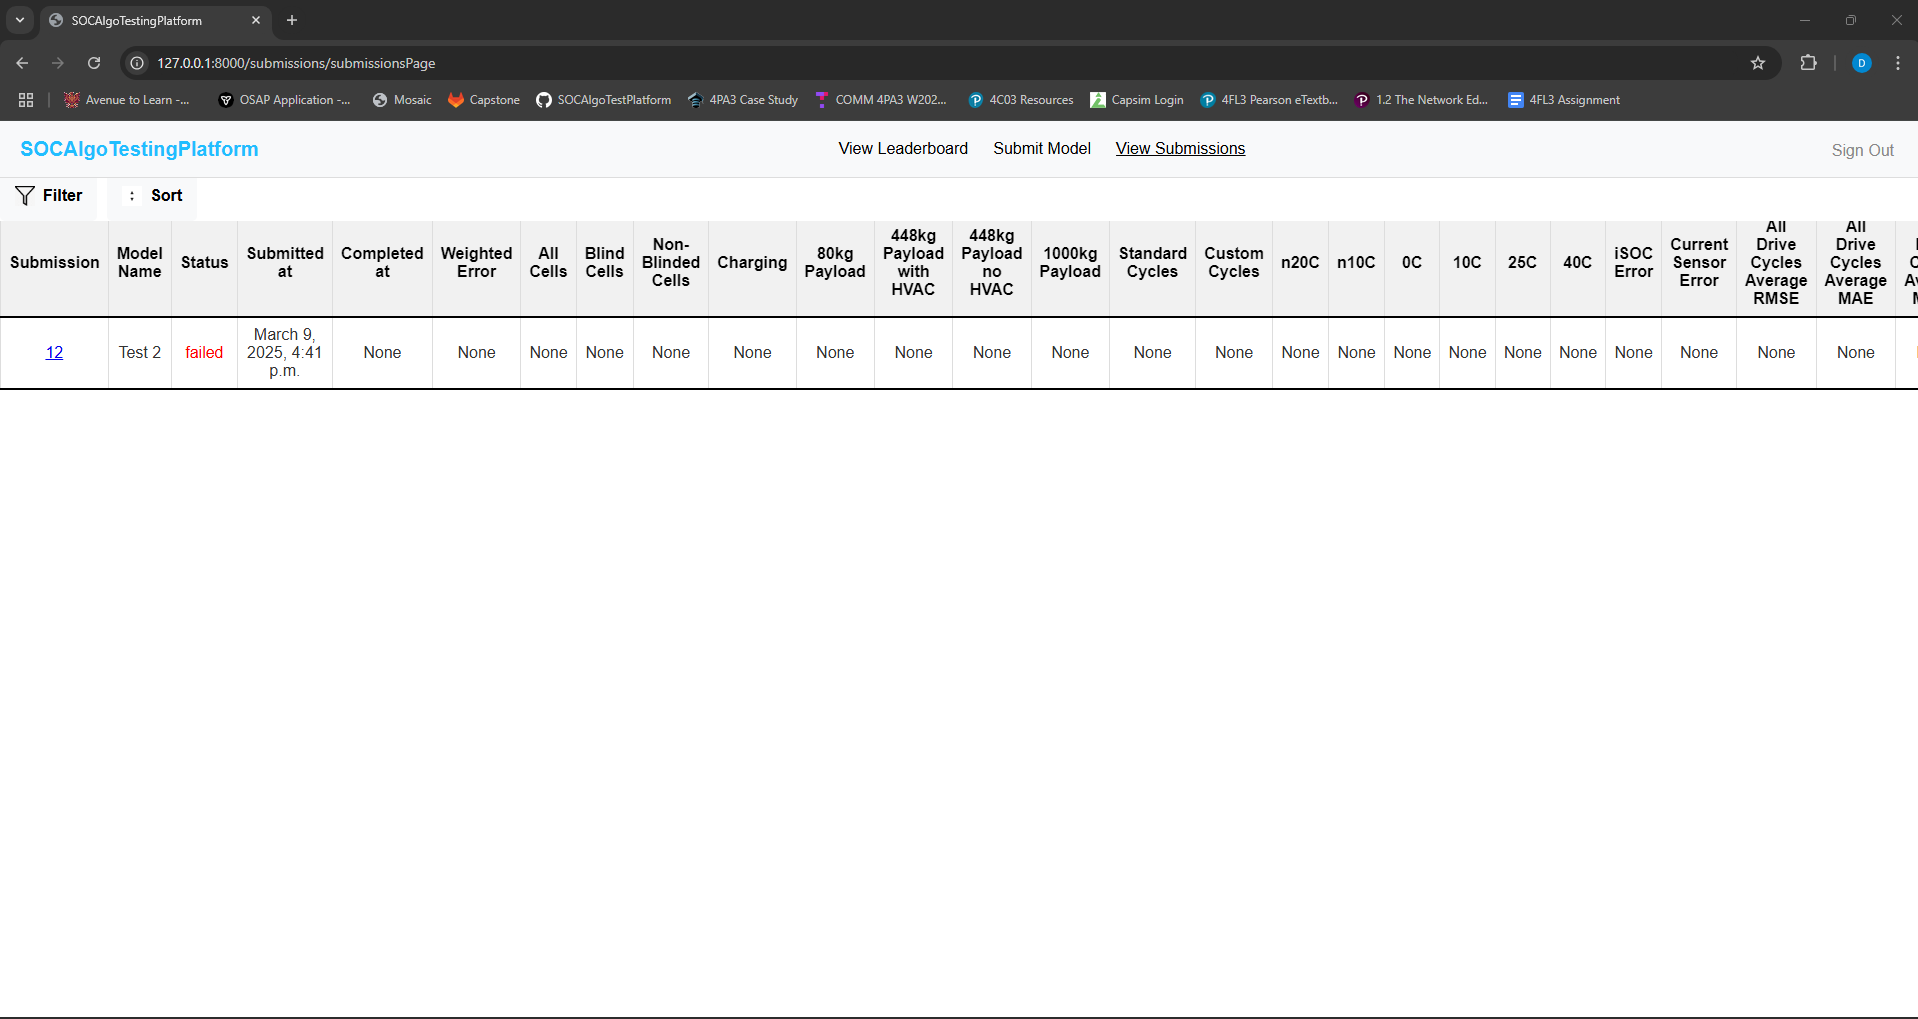 SOCAlgoTestingPlatform
127.0.0.1:8000/submissions/submissionsPage
D
Avenue to Learn -... OSAP Application -... Mosaic Capstone SOCAlgoTestPlatform 4PA3 Case Study COMM 4PA3 W202... 4C03 Resources Capsim Login 4FL3 Pearson eTextb... 1.2 The Network Ed... 4FL3 Assignment
SOCAlgoTestingPlatform View Leaderboard Submit Model View Submissions Sign Out
Filter Sort
Submission
Model
Name
Status
Submitted
at
Completed
at
Weighted
Error
All
Cells
Blind
Cells
Non-
Blinded
Cells
Charging
80kg
Payload
448kg
Payload
with
HVAC
448kg
Payload
no
HVAC
1000kg
Payload
Standard
Cycles
Custom
Cycles
n20C
n10C
0C
10C
25C
40C
iSOC
Error
Current
Sensor
Error
All
Drive
Cycles
Average
RMSE
All
Drive
Cycles
Average
MAE
12
Test 2
failed
March 9,
2025, 4:41
p.m.
None None None None None None None None None None None None None None None None None None None None None None